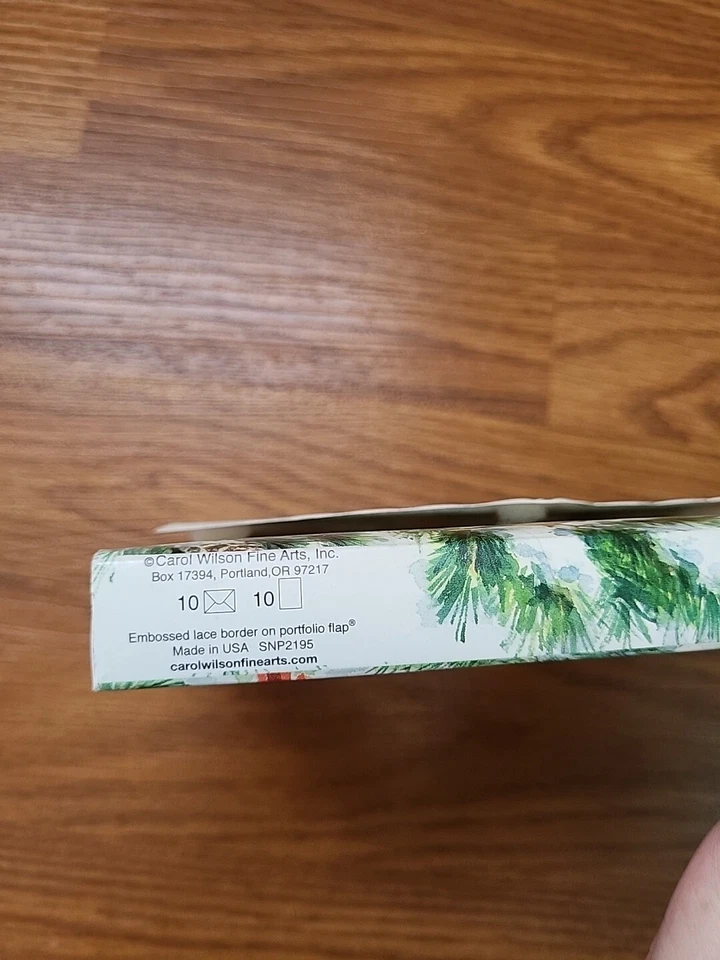 ©Carol Wilson Fine Arts, Inc.
Box 17394, Portland,OR 97217
10 10
Embossed lace border on portfolio flap®
Made in USA SNP2195
carolwilsonfinearts.com